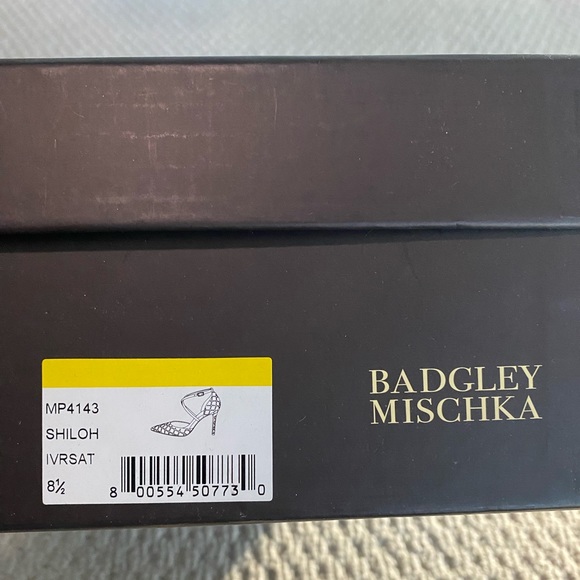 MP4143
SHILOH
IVRSAT
8½
8 00554 50773 0
BADGLEY
MISCHKA